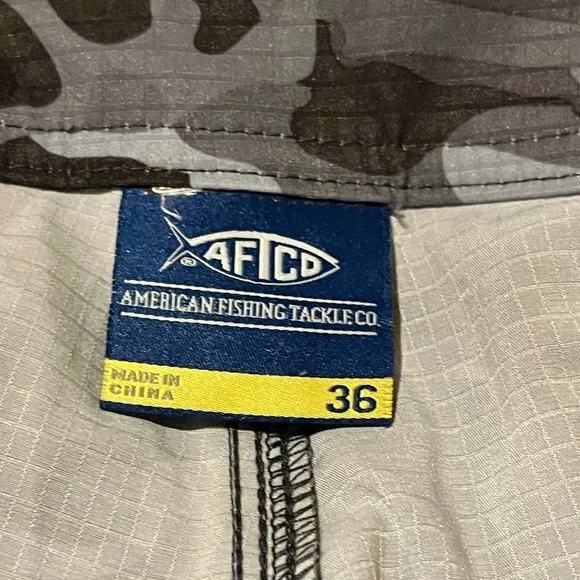 AFTCO
®
AMERICAN FISHING TACKLE CO.
MADE IN
CHINA
36